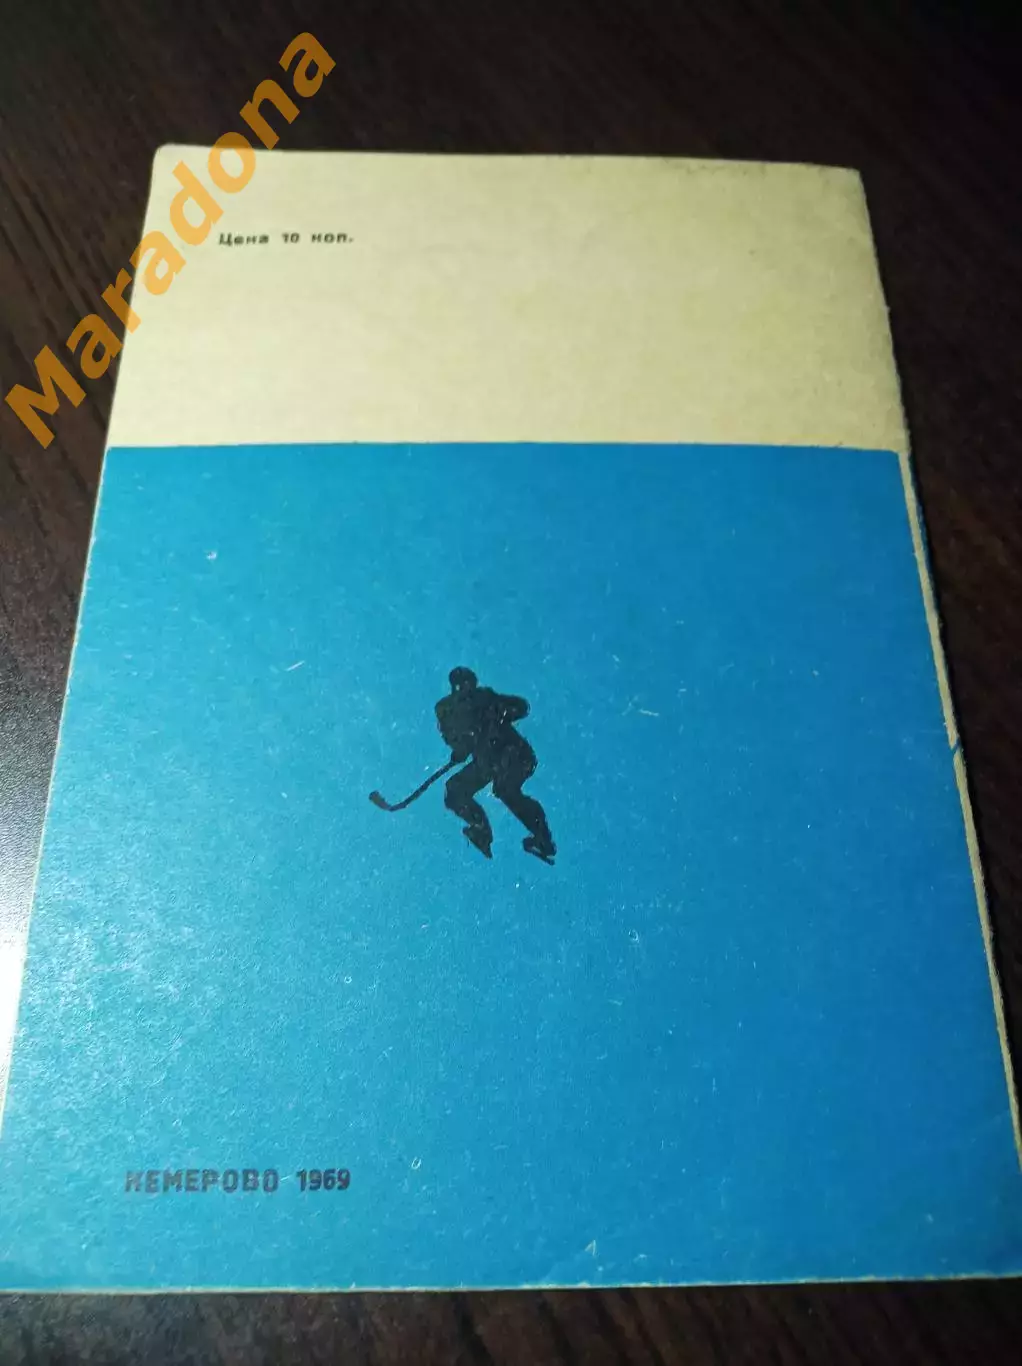 Maradona
Цена 10 коп.
КЕМЕРОВО 1969